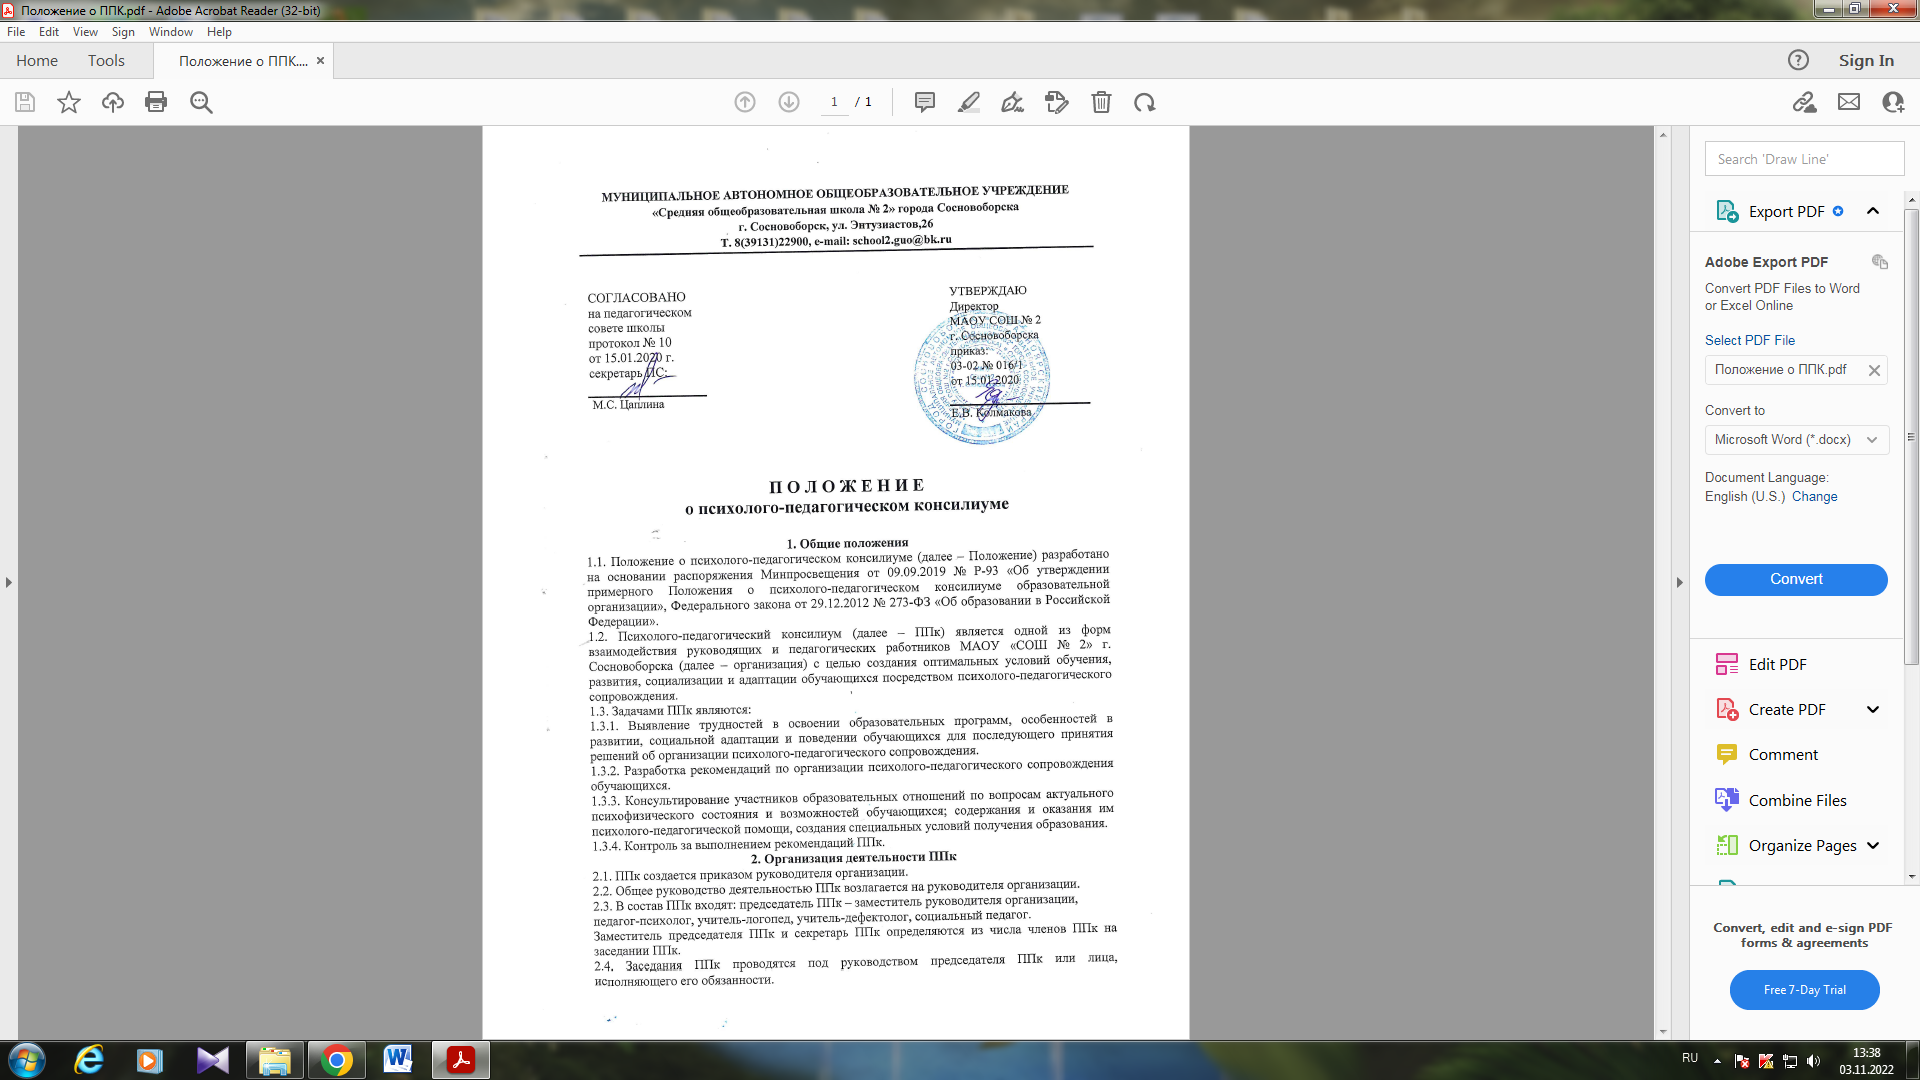 Положение о ППК.pdf - Adobe Acrobat Reader (32-bit)
File Edit View Sign Window Help
Home Tools Положение о ППК.... × Sign In
1 / 1
МУНИЦИПАЛЬНОЕ АВТОНОМНОЕ ОБЩЕОБРАЗОВАТЕЛЬНОЕ УЧРЕЖДЕНИЕ
«Средняя общеобразовательная школа № 2» города Сосновоборска
г. Сосновоборск, ул. Энтузиастов,26
Т. 8(39131)22900, e-mail: school2.guo@bk.ru
СОГЛАСОВАНО
на педагогическом
совете школы
протокол № 10
от 15.01.2020 г.
секретарь ПС:
М.С. Цаплина
УТВЕРЖДАЮ
Директор
МАОУ СОШ № 2
г. Сосновоборска
приказ:
03-02 № 016/1
от 15.01.2020
Е.В. Колмакова
П О Л О Ж Е Н И Е
о психолого-педагогическом консилиуме
1. Общие положения
1.1. Положение о психолого-педагогическом консилиуме (далее – Положение) разработано
на основании распоряжения Минпросвещения от 09.09.2019 № Р-93 «Об утверждении
примерного Положения о психолого-педагогическом консилиуме образовательной
организации», Федерального закона от 29.12.2012 № 273-ФЗ «Об образовании в Российской
Федерации».
1.2. Психолого-педагогический консилиум (далее – ППк) является одной из форм
взаимодействия руководящих и педагогических работников МАОУ «СОШ № 2» г.
Сосновоборска (далее – организация) с целью создания оптимальных условий обучения,
развития, социализации и адаптации обучающихся посредством психолого-педагогического
сопровождения.
1.3. Задачами ППк являются:
1.3.1. Выявление трудностей в освоении образовательных программ, особенностей в
развитии, социальной адаптации и поведении обучающихся для последующего принятия
решений об организации психолого-педагогического сопровождения.
1.3.2. Разработка рекомендаций по организации психолого-педагогического сопровождения
обучающихся.
1.3.3. Консультирование участников образовательных отношений по вопросам актуального
психофизического состояния и возможностей обучающихся; содержания и оказания им
психолого-педагогической помощи, создания специальных условий получения образования.
1.3.4. Контроль за выполнением рекомендаций ППк.
2. Организация деятельности ППк
2.1. ППк создается приказом руководителя организации.
2.2. Общее руководство деятельностью ППк возлагается на руководителя организации.
2.3. В состав ППк входят: председатель ППк – заместитель руководителя организации,
педагог-психолог, учитель-логопед, учитель-дефектолог, социальный педагог.
Заместитель председателя ППк и секретарь ППк определяются из числа членов ППк на
заседании ППк.
2.4. Заседания ППк проводятся под руководством председателя ППк или лица,
исполняющего его обязанности.
Search 'Draw Line'
Export PDF
Adobe Export PDF
Convert PDF Files to Word
or Excel Online
Select PDF File
Положение о ППК.pdf
Convert to
Microsoft Word (*.docx)
Document Language:
English (U.S.) Change
Convert
Edit PDF
Create PDF
Comment
Combine Files
Organize Pages
Convert, edit and e-sign PDF
forms & agreements
Free 7-Day Trial
RU
13:38
03.11.2022